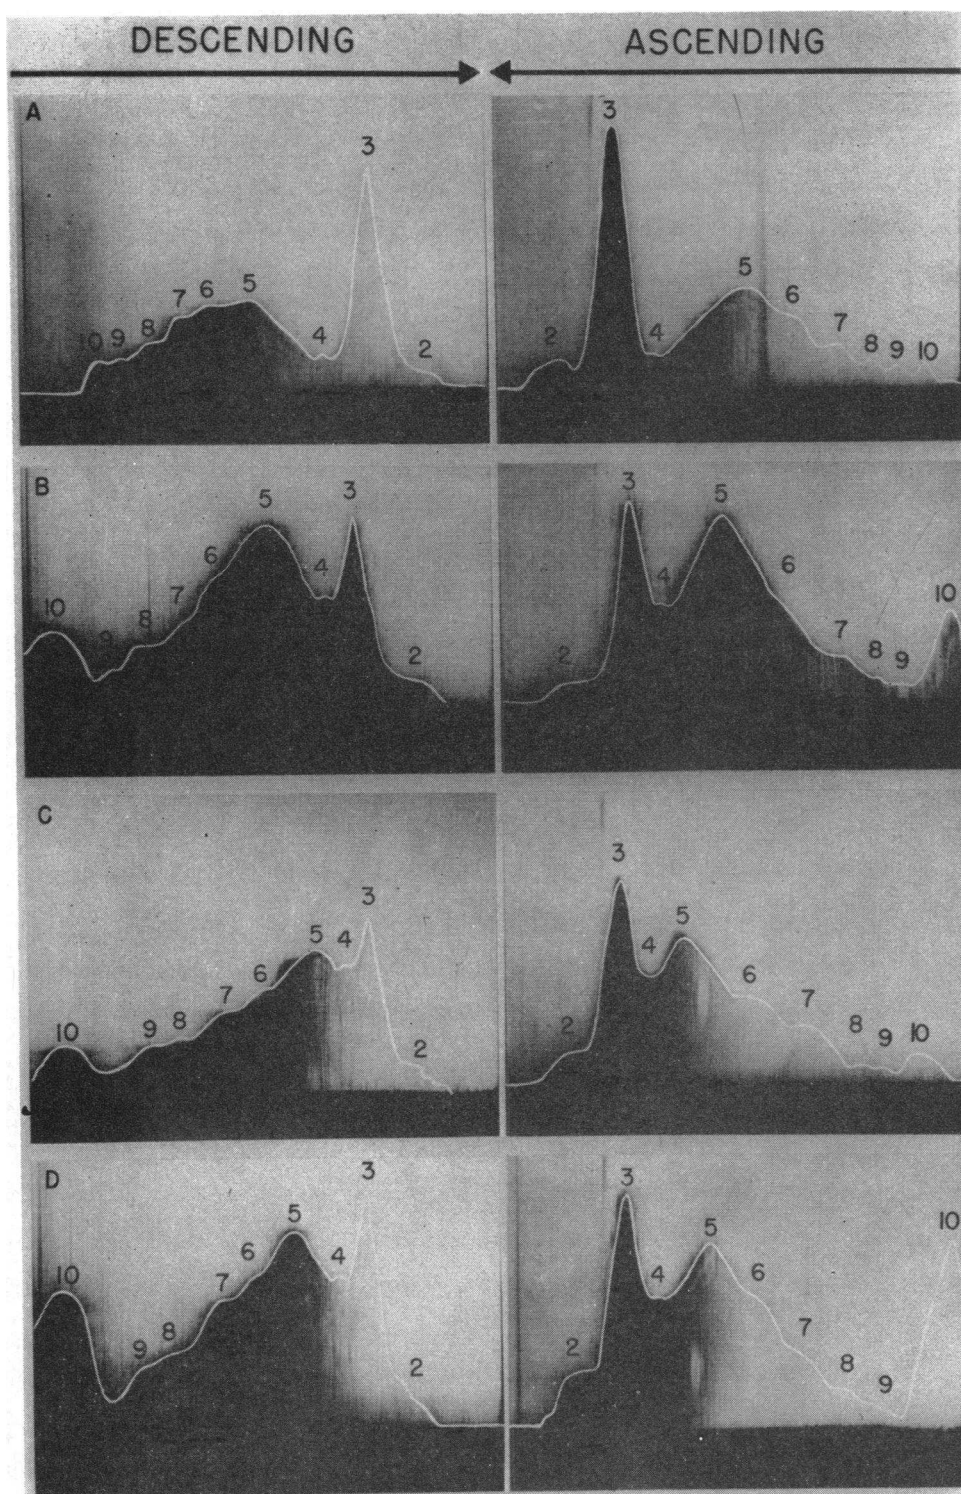 DESCENDING ASCENDING
A
3 3
10 9 8 7 6 5 4 2 2 4 5 6 7 8 9 10
B
10 9 8 7 6 5 4 3 2 2 3 4 5 6 7 8 9 10
C
10 9 8 7 6 5 4 3 2 2 3 4 5 6 7 8 9 10
D
10 9 8 7 6 5 4 3 2 2 3 4 5 6 7 8 9 10